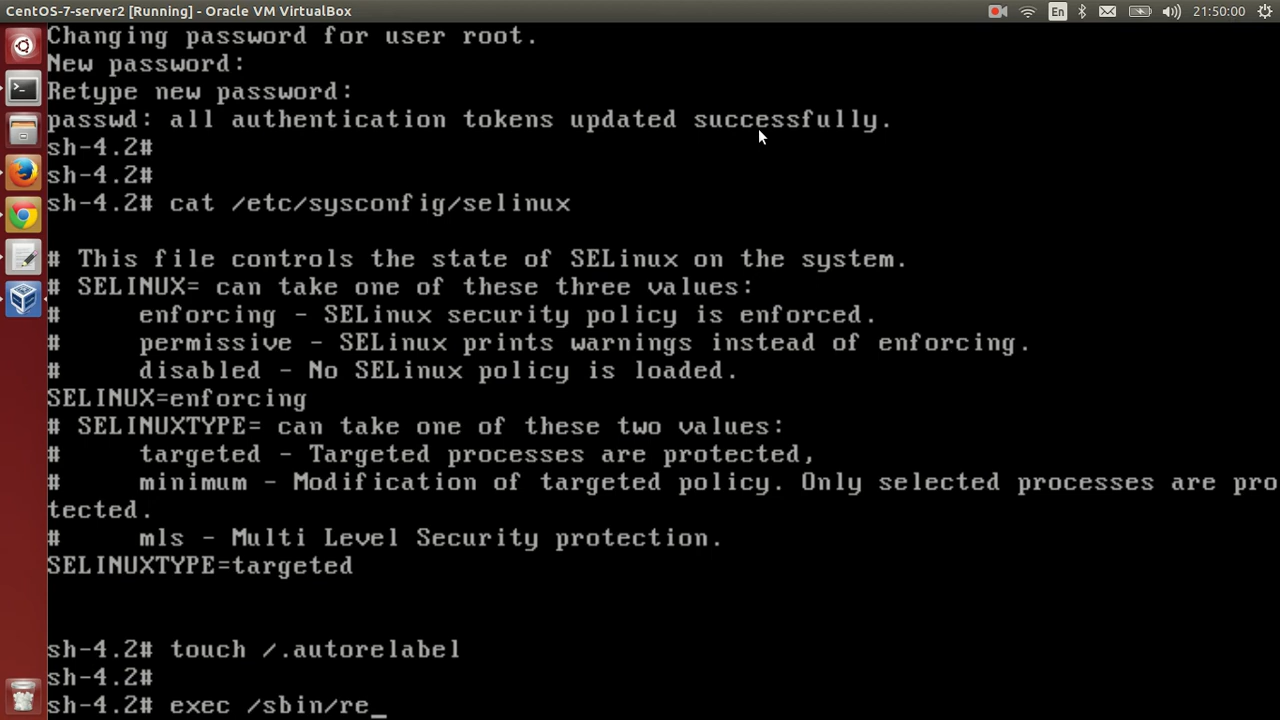 CentOS-7-server2 [Running] - Oracle VM VirtualBox
En
21:50:00
Changing password for user root.
New password:
Retype new password:
passwd: all authentication tokens updated successfully.
sh-4.2#
sh-4.2#
sh-4.2# cat /etc/sysconfig/selinux
# This file controls the state of SELinux on the system.
# SELINUX= can take one of these three values:
#     enforcing - SELinux security policy is enforced.
#     permissive - SELinux prints warnings instead of enforcing.
#     disabled - No SELinux policy is loaded.
SELINUX=enforcing
# SELINUXTYPE= can take one of these two values:
#     targeted - Targeted processes are protected,
#     minimum - Modification of targeted policy. Only selected processes are pro
tected.
#     mls - Multi Level Security protection.
SELINUXTYPE=targeted
sh-4.2# touch /.autorelabel
sh-4.2#
sh-4.2# exec /sbin/re_